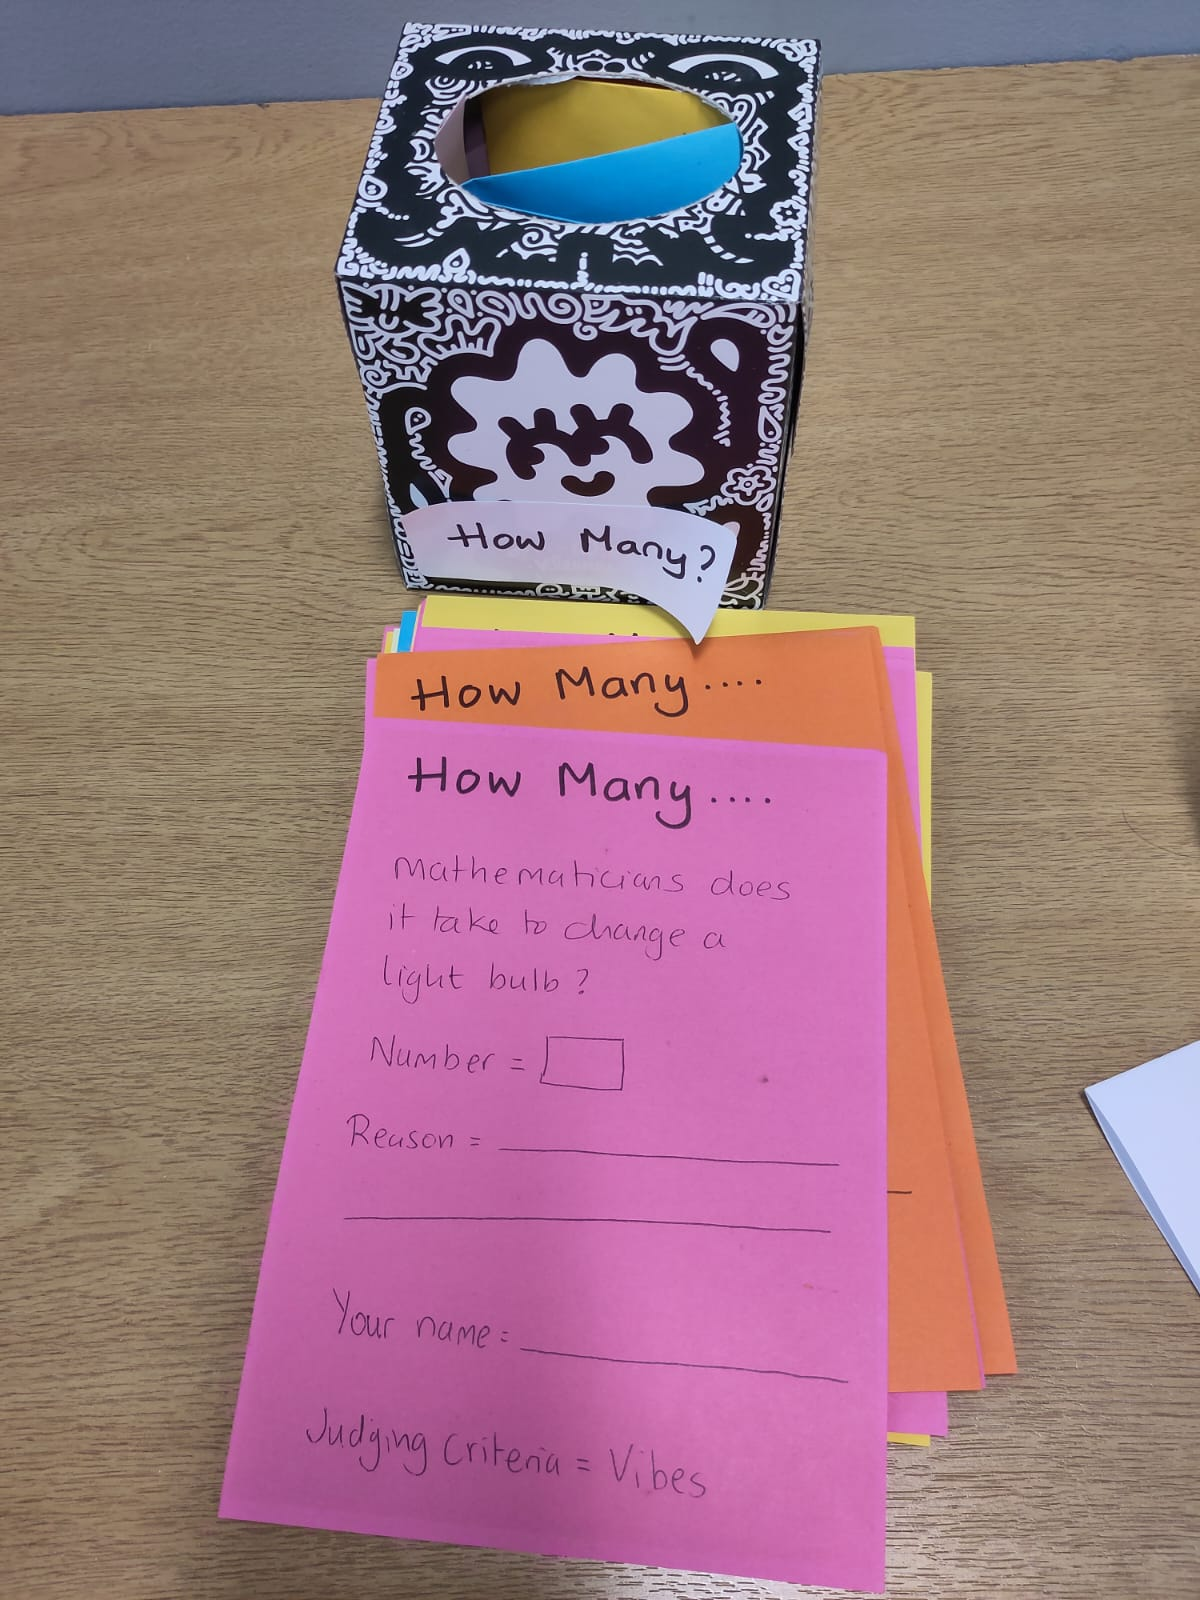 How Many?
How Many....
How Many....
Mathematicians does
it take to change a
light bulb?
Number =
Reason =
Your name =
Judging Criteria = Vibes